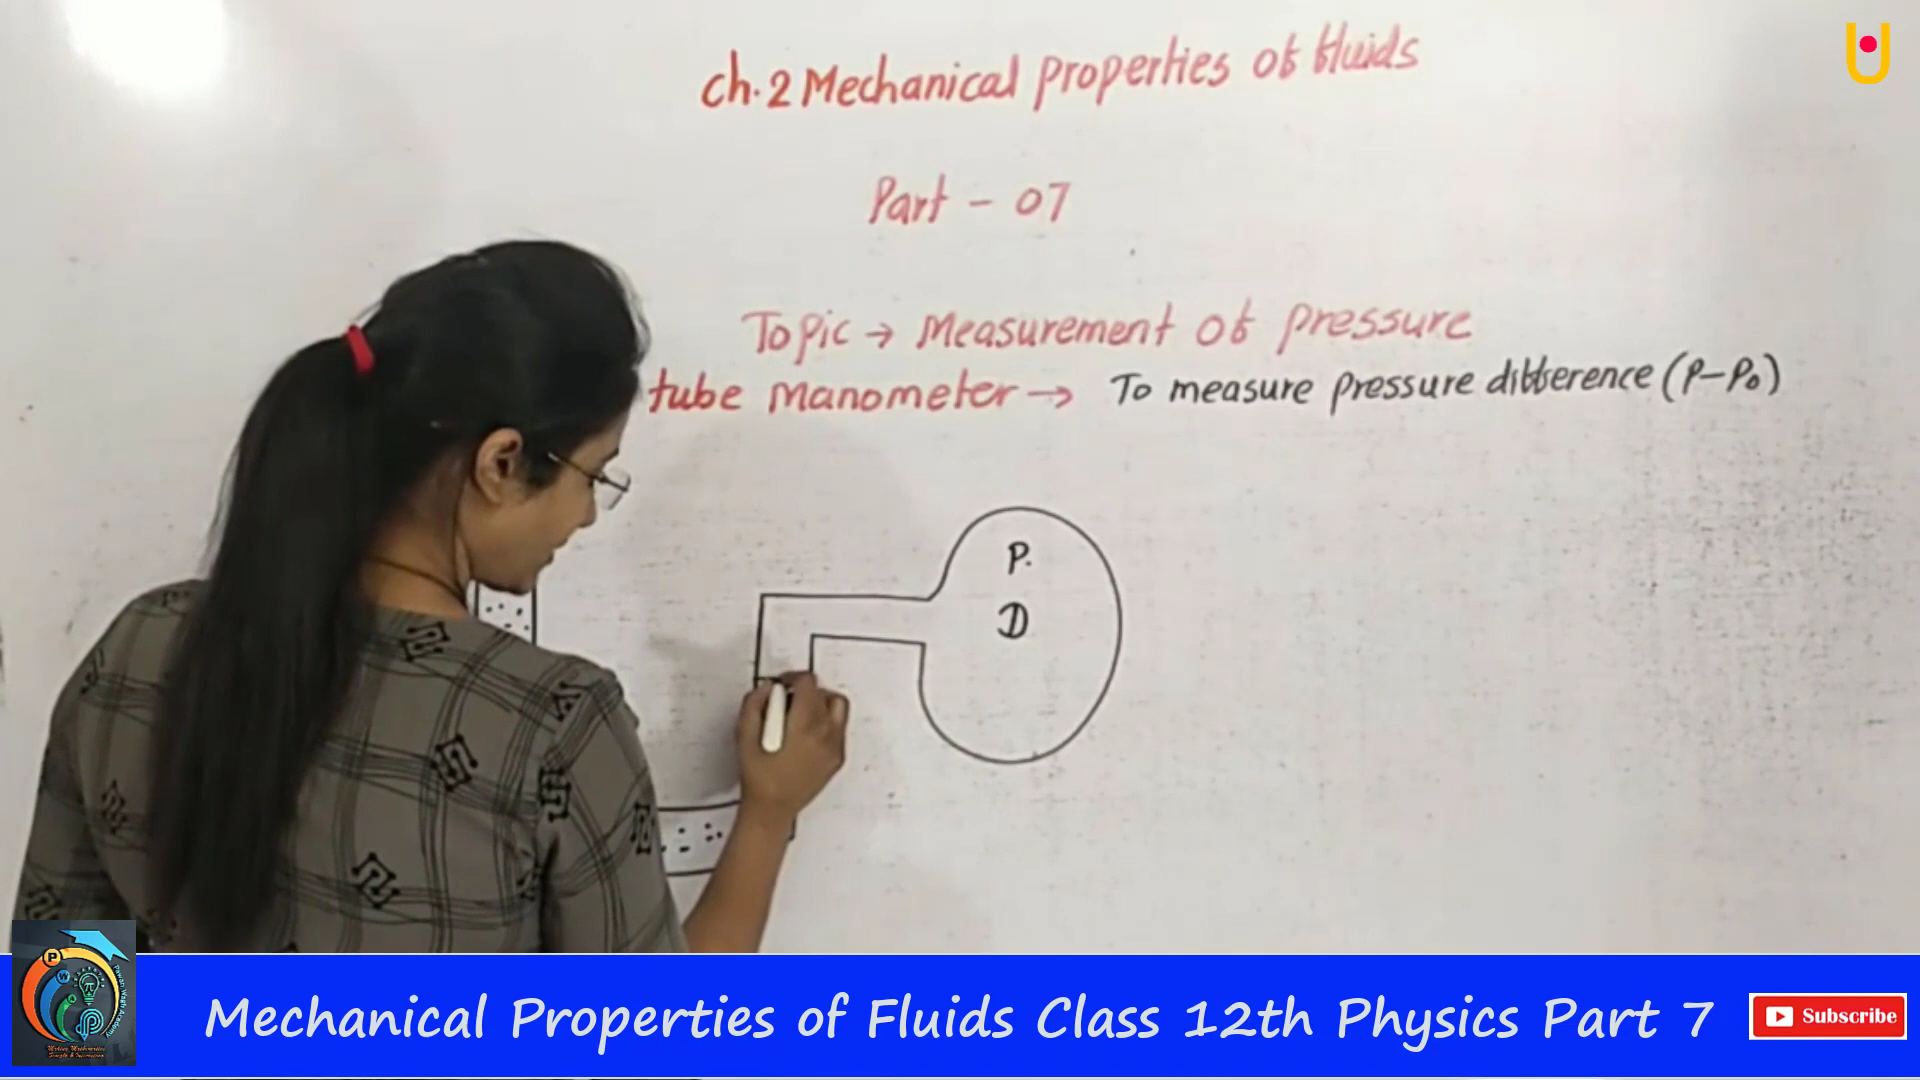 ch.2 Mechanical properties of fluids
Part - 07
Topic → Measurement of pressure
tube manometer → To measure pressure difference (P-P₀)
P.
D
Mechanical Properties of Fluids Class 12th Physics Part 7
Subscribe